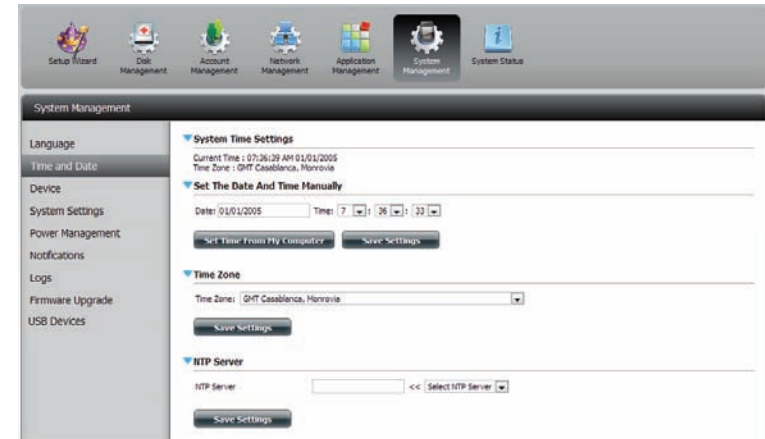 Setup Wizard
Disk Management
Account Management
Network Management
Application Management
System Management
System Status
System Management
Language
Time and Date
Device
System Settings
Power Management
Notifications
Logs
Firmware Upgrade
USB Devices
System Time Settings
Current Time : 07:36:39 AM 01/01/2005
Time Zone : GMT Casablanca, Monrovia
Set The Date And Time Manually
Date: 01/01/2005 Time: 7 : 36 : 33
Set Time From My Computer Save Settings
Time Zone
Time Zone: GMT Casablanca, Monrovia
Save Settings
NTP Server
NTP Server << Select NTP Server
Save Settings